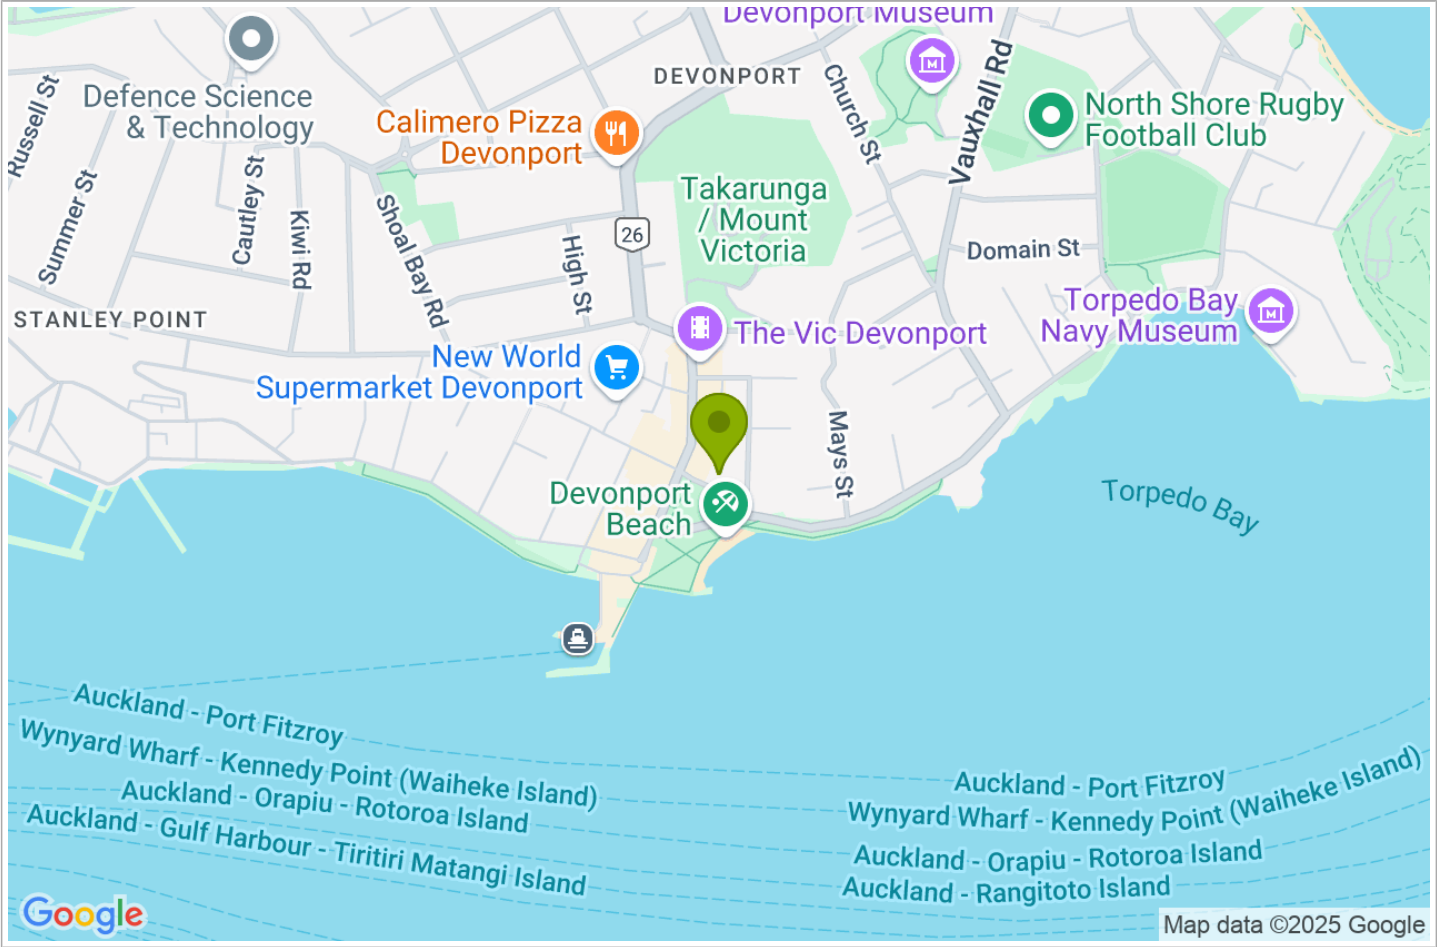 Devonport Museum
DEVONPORT
Church St
Vauxhall Rd
North Shore Rugby
Football Club
Russell St
Defence Science
& Technology
Calimero Pizza
Devonport
Summer St
Cautley St
Kiwi Rd
Shoal Bay Rd
High St
26
Takarunga
/ Mount
Victoria
Domain St
STANLEY POINT
Torpedo Bay
Navy Museum
The Vic Devonport
New World
Supermarket Devonport
Mays St
Devonport
Beach
Torpedo Bay
Auckland - Port Fitzroy
Wynyard Wharf - Kennedy Point (Waiheke Island)
Auckland - Orapiu - Rotoroa Island
Auckland - Gulf Harbour - Tiritiri Matangi Island
Auckland - Port Fitzroy
Wynyard Wharf - Kennedy Point (Waiheke Island)
Auckland - Orapiu - Rotoroa Island
Auckland - Rangitoto Island
Google
Map data ©2025 Google